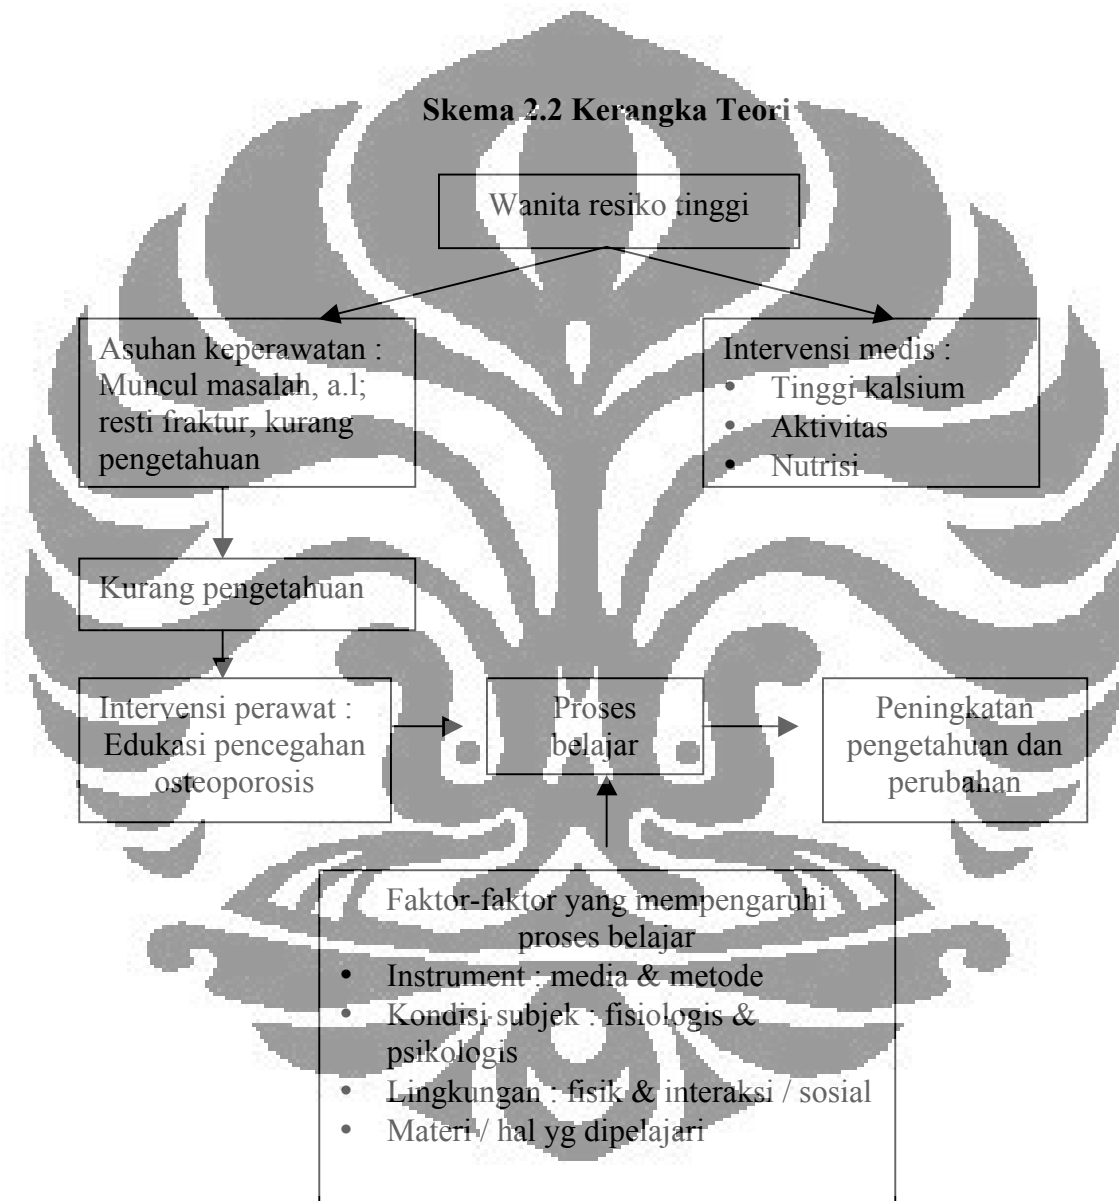 Skema 2.2 Kerangka Teori
Wanita resiko tinggi
Asuhan keperawatan :
Muncul masalah, a.l;
resti fraktur, kurang
pengetahuan
Intervensi medis :
• Tinggi kalsium
• Aktivitas
• Nutrisi
Kurang pengetahuan
Intervensi perawat :
Edukasi pencegahan
osteoporosis
Proses
belajar
Peningkatan
pengetahuan dan
perubahan
Faktor-faktor yang mempengaruhi
proses belajar
• Instrument : media & metode
• Kondisi subjek : fisiologis &
psikologis
• Lingkungan : fisik & interaksi / sosial
• Materi / hal yg dipelajari